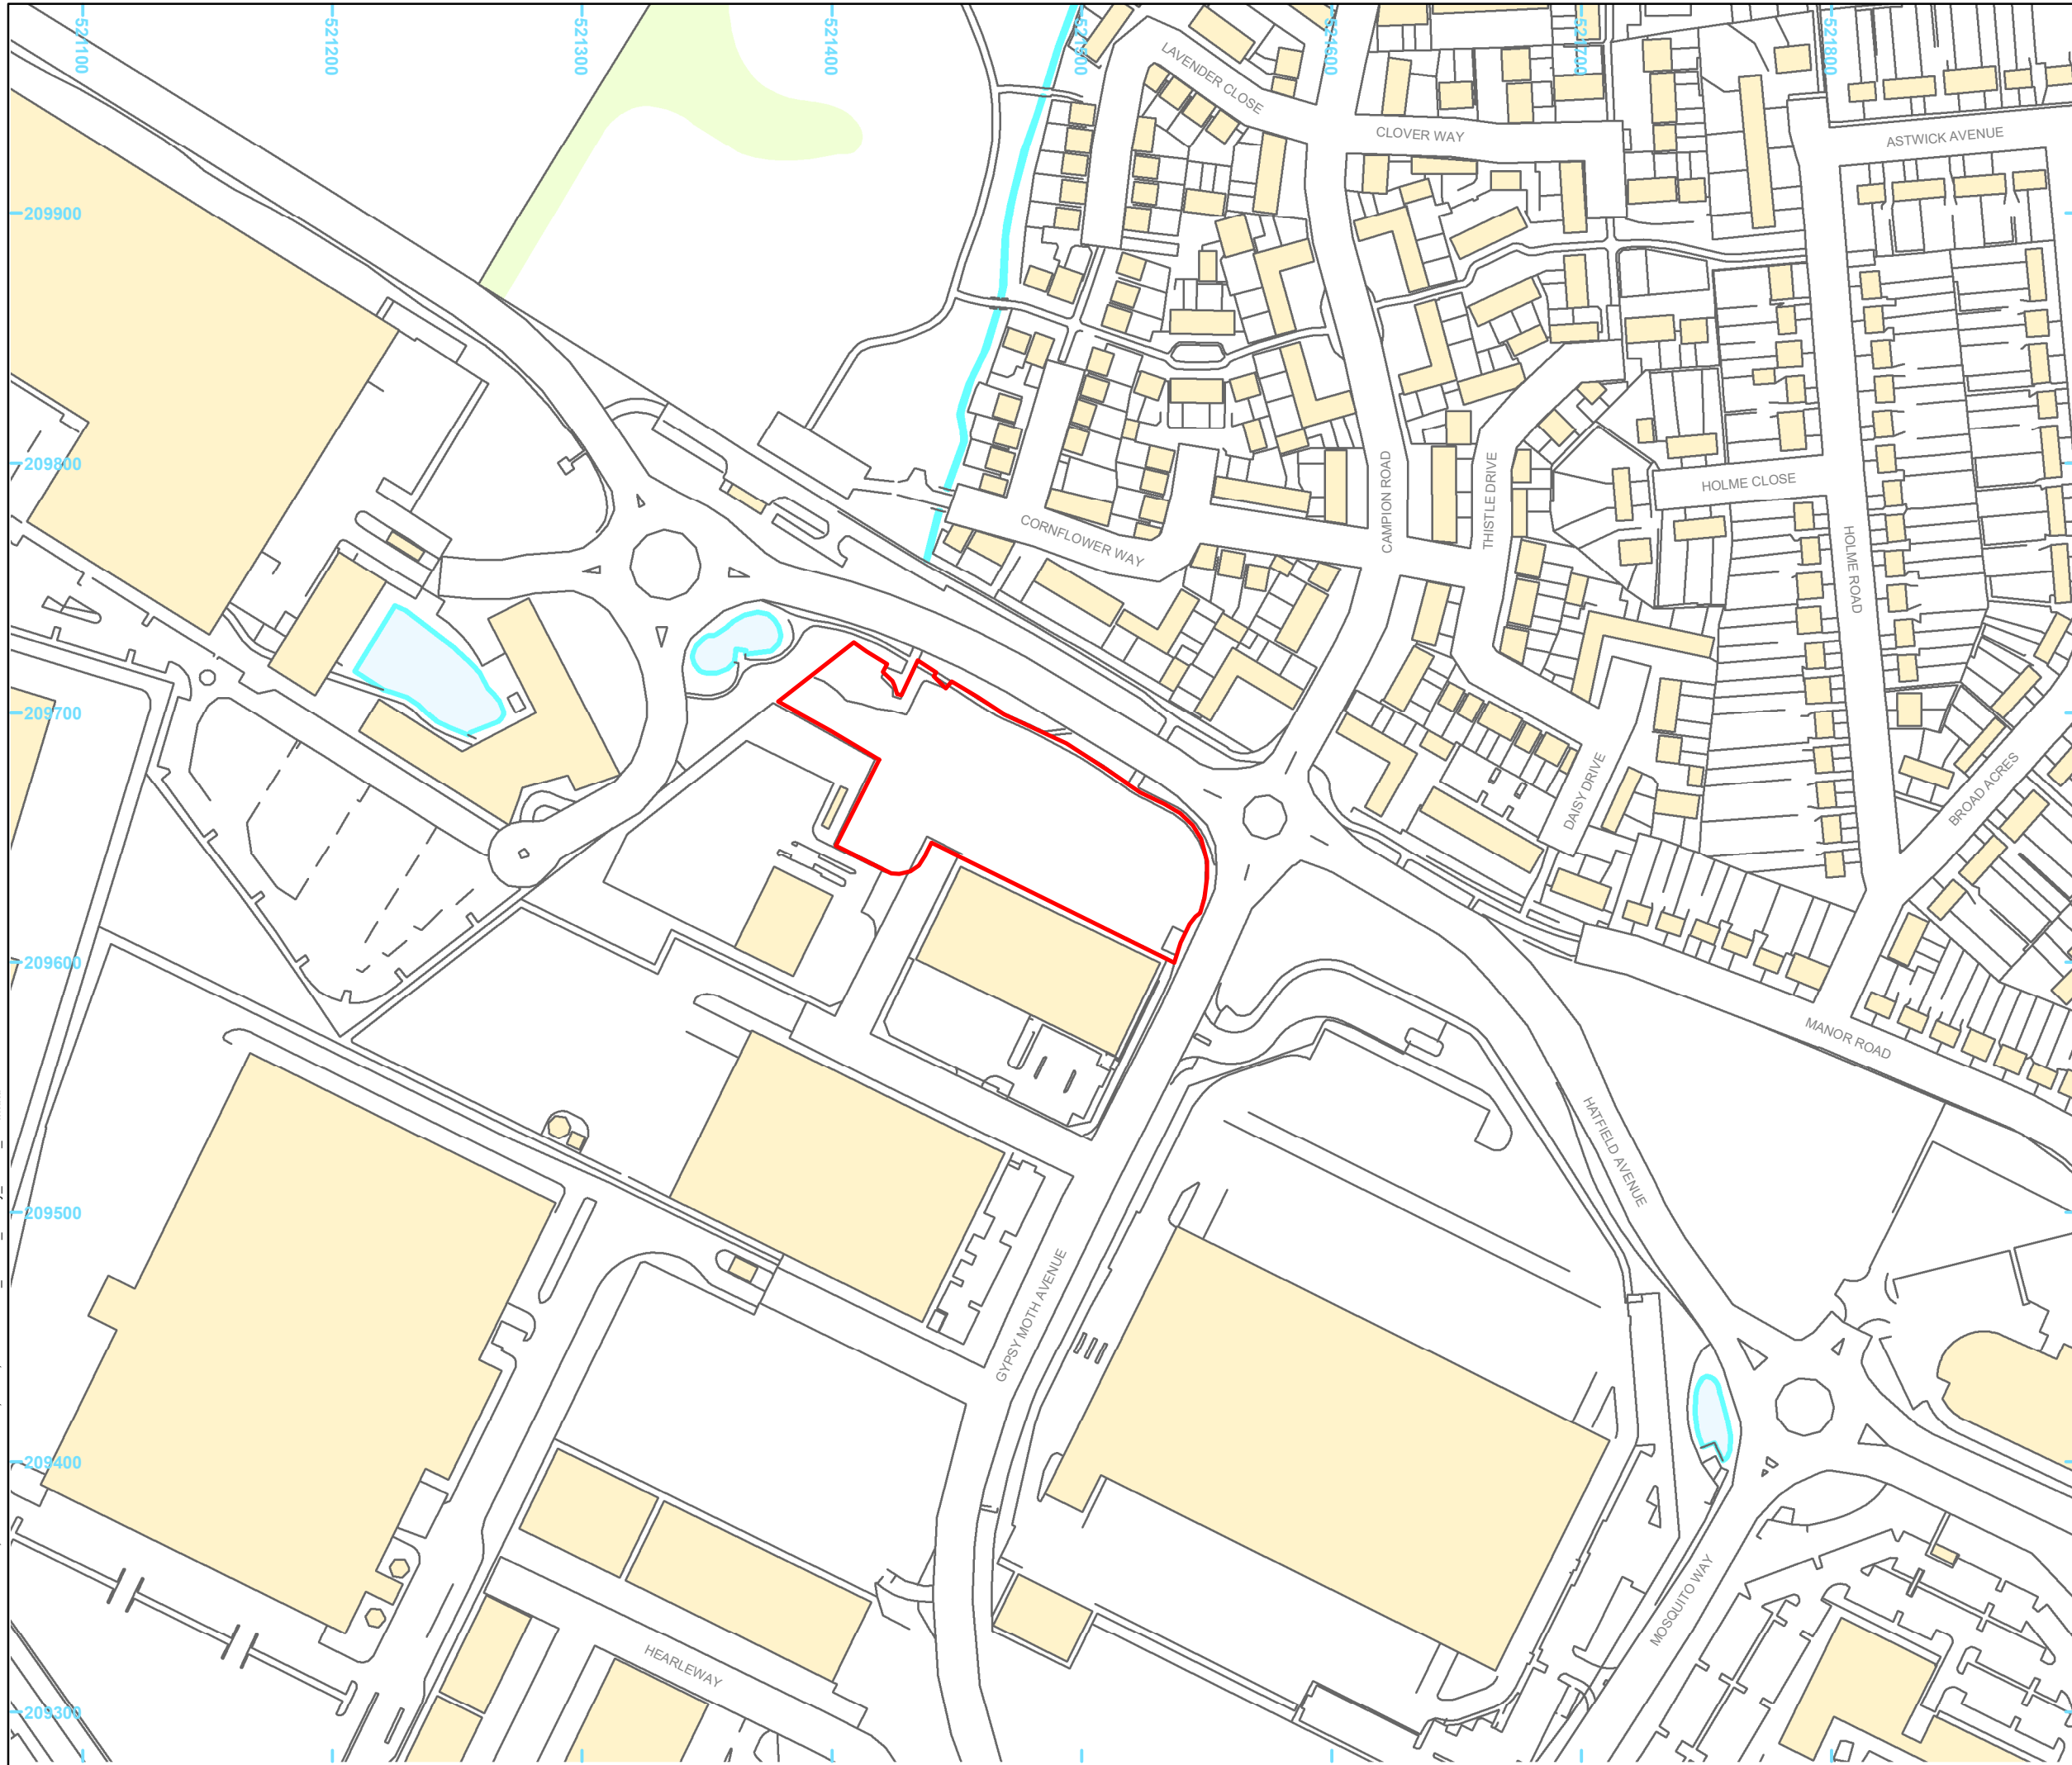 521100
521200
521300
521400
521500
521600
521700
521800
LAVENDER CLOSE
CLOVER WAY
ASTWICK AVENUE
209900
209800
CORNFLOWER WAY
CAMPION ROAD
THISTLE DRIVE
HOLME CLOSE
HOLME ROAD
209700
DAISY DRIVE
BROAD ACRES
209600
MANOR ROAD
HATFIELD AVENUE
209500
GYPSY MOTH AVENUE
209400
MOSQUITO WAY
HEARLEWAY
209300